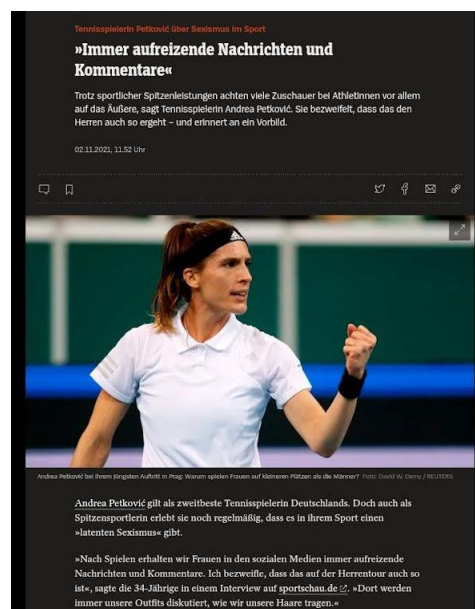 Tennisspielerin Petković über Sexismus im Sport
»Immer aufreizende Nachrichten und
Kommentare«
Trotz sportlicher Spitzenleistungen achten viele Zuschauer bei Athletinnen vor allem
auf das Äußere, sagt Tennisspielerin Andrea Petković. Sie bezweifelt, dass das den
Herren auch so ergeht – und erinnert an ein Vorbild.
02.11.2021, 11.52 Uhr
Andrea Petković bei ihrem jüngsten Auftritt in Prag: Warum spielen Frauen auf kleineren Plätzen als die Männer? Foto: David W. Cerny / REUTERS
Andrea Petković gilt als zweitbeste Tennisspielerin Deutschlands. Doch auch als
Spitzensportlerin erlebt sie noch regelmäßig, dass es in ihrem Sport einen
»latenten Sexismus« gibt.
»Nach Spielen erhalten wir Frauen in den sozialen Medien immer aufreizende
Nachrichten und Kommentare. Ich bezweifle, dass das auf der Herrentour auch so
ist«, sagte die 34-Jährige in einem Interview auf sportschau.de. »Dort werden
immer unsere Outfits diskutiert, wie wir unsere Haare tragen.«